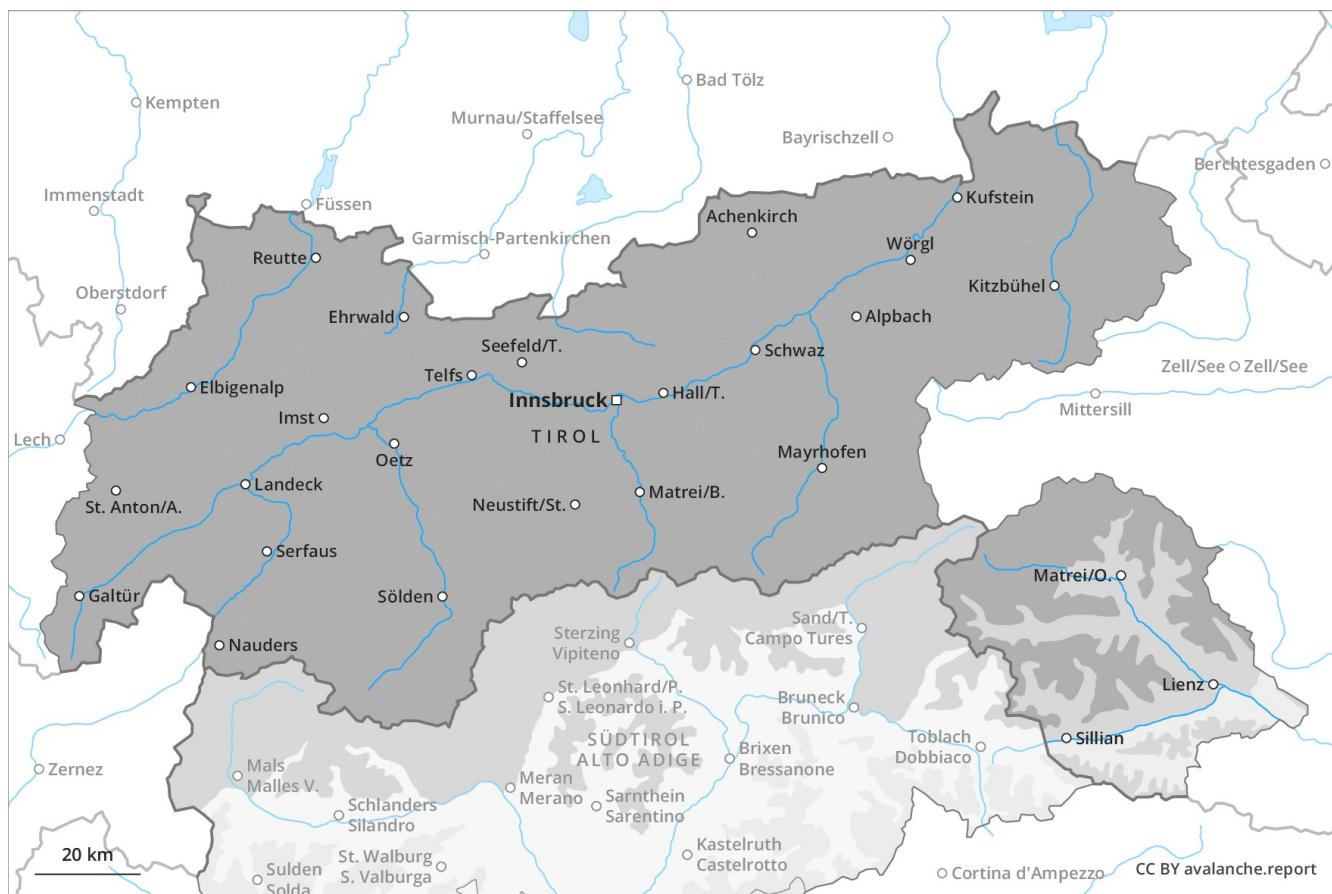 Kempten
Bad Tölz
Murnau/Staffelsee
Bayrischzell
Berchtesgaden
Immenstadt
Füssen
Kufstein
Achenkirch
Garmisch-Partenkirchen
Wörgl
Reutte
Kitzbühel
Oberstdorf
Ehrwald
Alpbach
Seefeld/T.
Schwaz
Zell/See
Zell/See
Telfs
Elbigenalp
Hall/T.
Innsbruck
Mittersill
Imst
TIROL
Lech
Oetz
Mayrhofen
Landeck
Matrei/B.
St. Anton/A.
Neustift/St.
Serfaus
Matrei/O.
Galtür
Sölden
Sand/T.
Campo Tures
Sterzing
Vipiteno
Nauders
Lienz
St. Leonhard/P.
S. Leonardo i. P.
Bruneck
Brunico
Toblach
Dobbiaco
Sillian
SÜDTIROL
ALTO ADIGE
Brixen
Bressanone
Zernez
Mals
Malles V.
Meran
Merano
Sarnthein
Sarentino
Schlanders
Silandro
Kastelruth
Castelrotto
20 km
St. Walburg
S. Valburga
Sulden
Solda
Cortina d'Ampezzo
CC BY avalanche.report